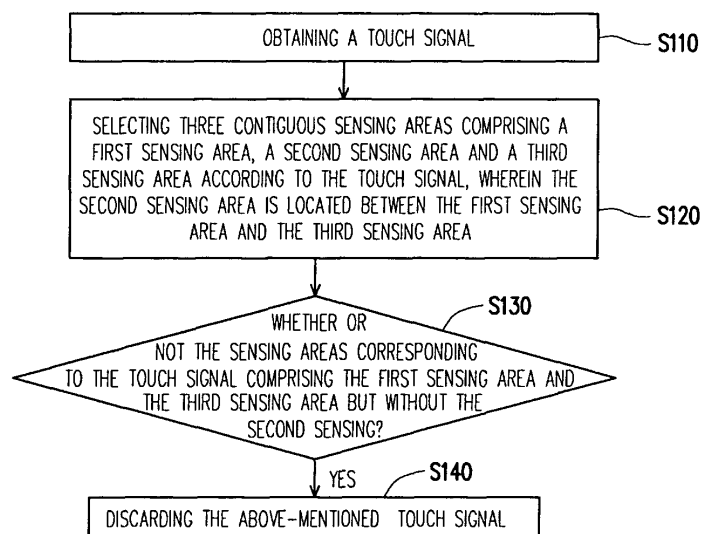 OBTAINING A TOUCH SIGNAL
S110
SELECTING THREE CONTIGUOUS SENSING AREAS COMPRISING A
FIRST SENSING AREA, A SECOND SENSING AREA AND A THIRD
SENSING AREA ACCORDING TO THE TOUCH SIGNAL, WHEREIN THE
SECOND SENSING AREA IS LOCATED BETWEEN THE FIRST SENSING
AREA AND THE THIRD SENSING AREA
S120
S130
WHETHER OR
NOT THE SENSING AREAS CORRESPONDING
TO THE TOUCH SIGNAL COMPRISING THE FIRST SENSING AREA AND
THE THIRD SENSING AREA BUT WITHOUT THE
SECOND SENSING?
YES
S140
DISCARDING THE ABOVE-MENTIONED TOUCH SIGNAL